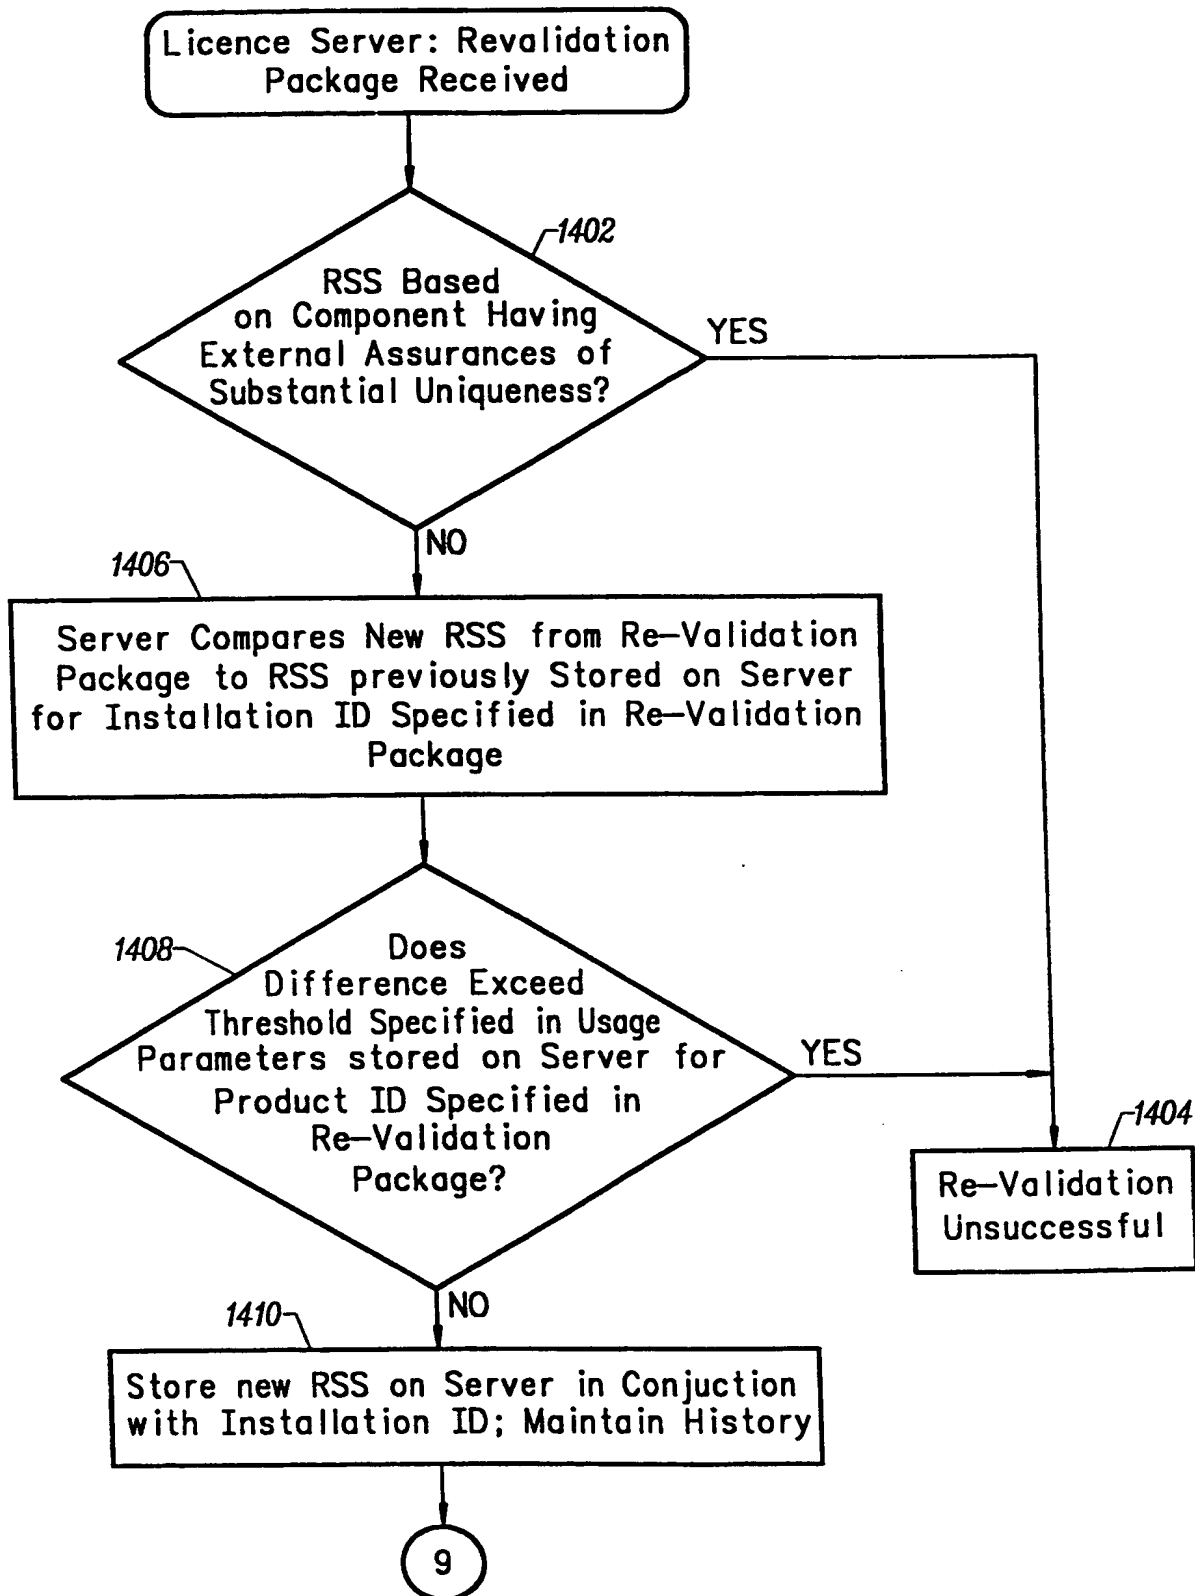 Licence Server: Revalidation
Package Received
1402
RSS Based
on Component Having
External Assurances of
Substantial Uniqueness?
YES
NO
1406
Server Compares New RSS from Re-Validation
Package to RSS previously Stored on Server
for Installation ID Specified in Re-Validation
Package
1408
Does
Difference Exceed
Threshold Specified in Usage
Parameters stored on Server for
Product ID Specified in
Re-Validation
Package?
YES
1404
Re-Validation
Unsuccessful
NO
1410
Store new RSS on Server in Conjuction
with Installation ID; Maintain History
9